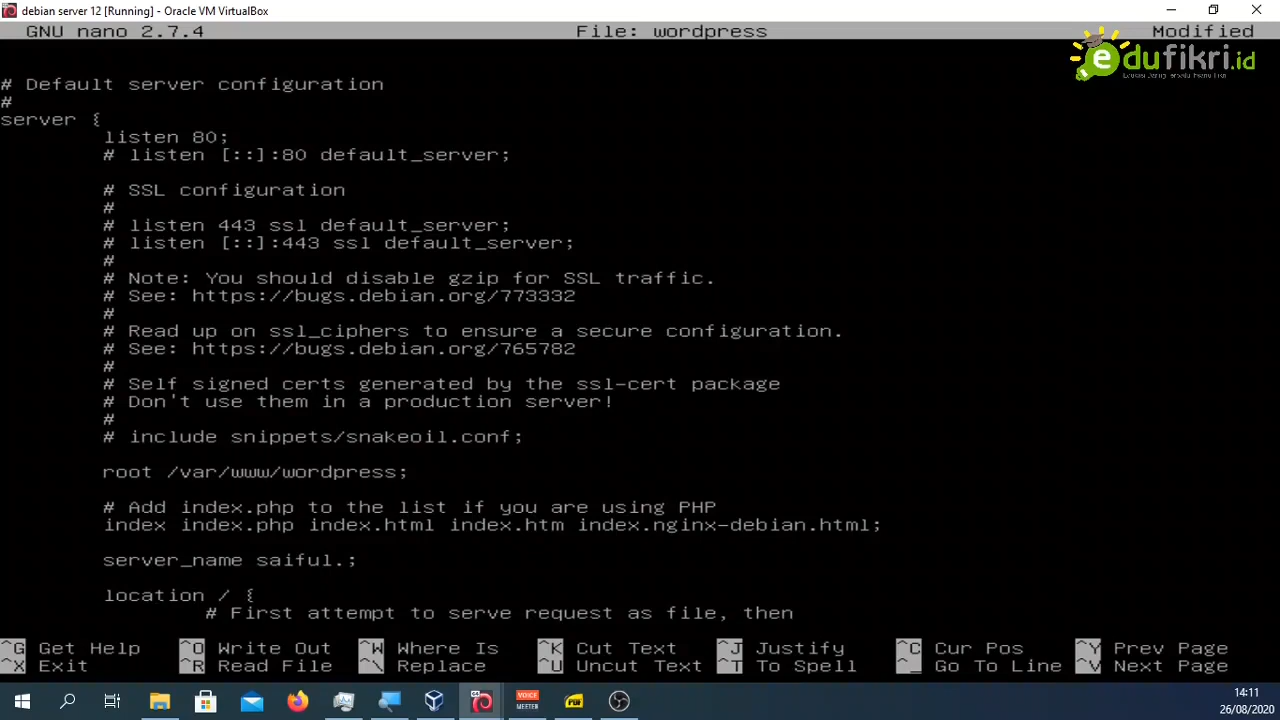 debian server 12 [Running] - Oracle VM VirtualBox
GNU nano 2.7.4 File: wordpress Modified
edufikri.id
# Default server configuration
#
server {
listen 80;
# listen [::]:80 default_server;
# SSL configuration
#
# listen 443 ssl default_server;
# listen [::]:443 ssl default_server;
#
# Note: You should disable gzip for SSL traffic.
# See: https://bugs.debian.org/773332
#
# Read up on ssl_ciphers to ensure a secure configuration.
# See: https://bugs.debian.org/765782
#
# Self signed certs generated by the ssl-cert package
# Don't use them in a production server!
#
# include snippets/snakeoil.conf;
root /var/www/wordpress;
# Add index.php to the list if you are using PHP
index index.php index.html index.htm index.nginx-debian.html;
server_name saiful.;
location / {
# First attempt to serve request as file, then
^G Get Help ^O Write Out ^W Where Is ^K Cut Text ^J Justify ^C Cur Pos ^Y Prev Page
^X Exit ^R Read File ^\ Replace ^U Uncut Text ^T To Spell ^_ Go To Line ^V Next Page
VOICE
MEETER
14:11
26/08/2020